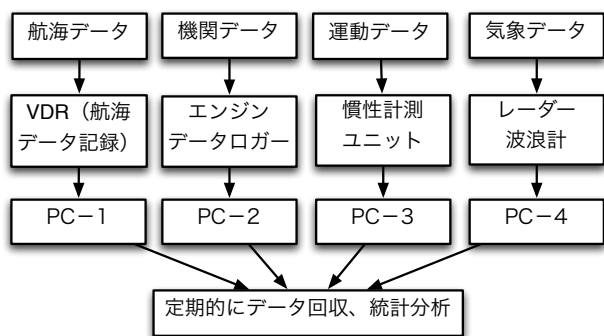 航海データ
機関データ
運動データ
気象データ
VDR（航海
データ記録）
エンジン
データロガー
慣性計測
ユニット
レーダー
波浪計
PC−1
PC−2
PC−3
PC−4
定期的にデータ回収、統計分析